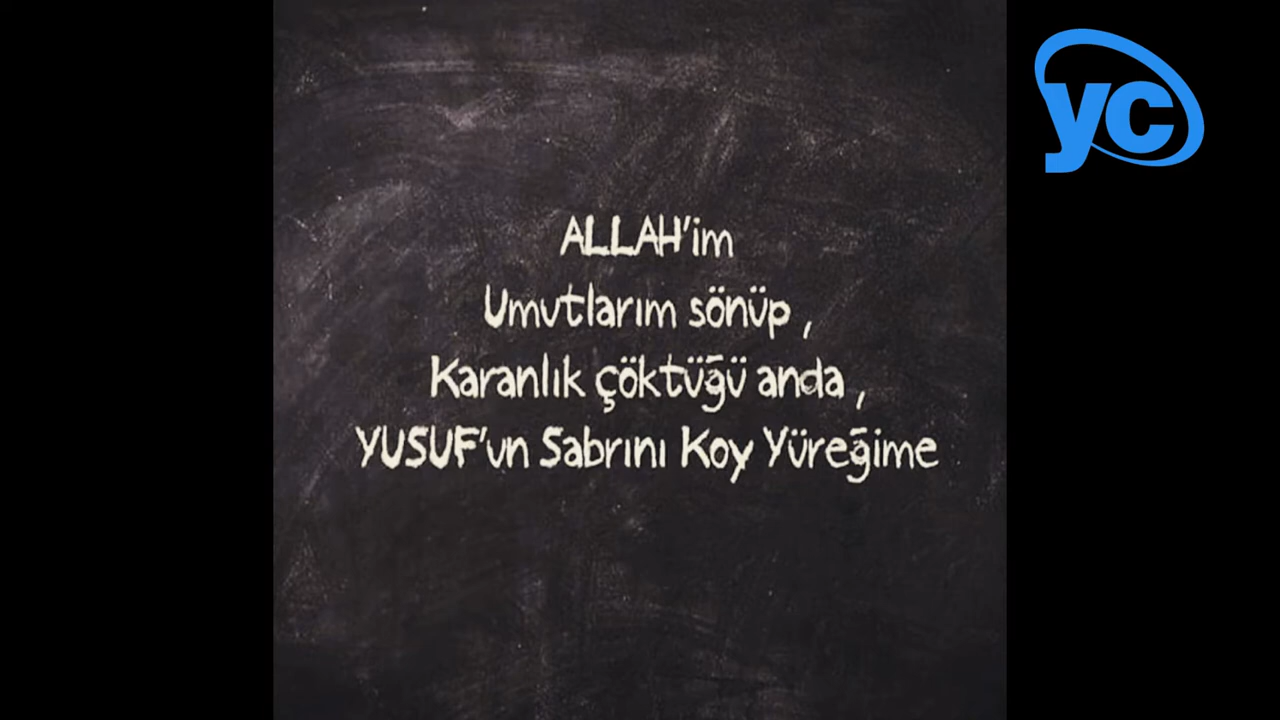 yc
ALLAH'im
Umutlarım sönüp ,
Karanlık çöktüğü anda ,
YUSUF'un Sabrını Koy Yüreğime